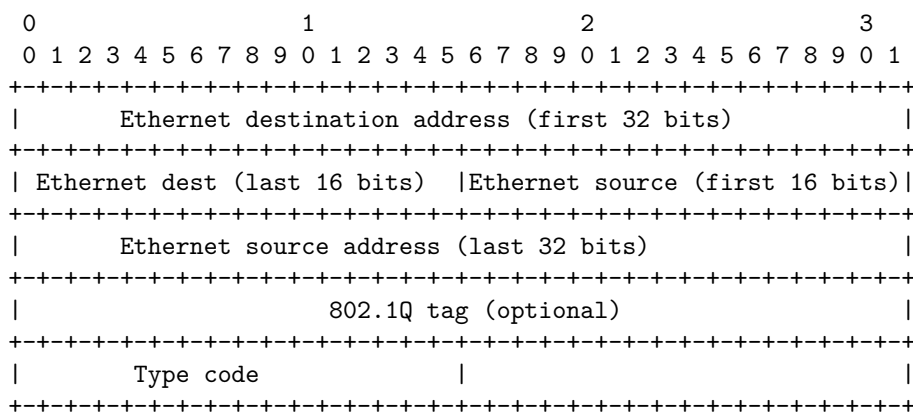 0                   1                   2                   3
 0 1 2 3 4 5 6 7 8 9 0 1 2 3 4 5 6 7 8 9 0 1 2 3 4 5 6 7 8 9 0 1
+-+-+-+-+-+-+-+-+-+-+-+-+-+-+-+-+-+-+-+-+-+-+-+-+-+-+-+-+-+-+-+-+
|       Ethernet destination address (first 32 bits)            |
+-+-+-+-+-+-+-+-+-+-+-+-+-+-+-+-+-+-+-+-+-+-+-+-+-+-+-+-+-+-+-+-+
| Ethernet dest (last 16 bits)  |Ethernet source (first 16 bits)|
+-+-+-+-+-+-+-+-+-+-+-+-+-+-+-+-+-+-+-+-+-+-+-+-+-+-+-+-+-+-+-+-+
|       Ethernet source address (last 32 bits)                  |
+-+-+-+-+-+-+-+-+-+-+-+-+-+-+-+-+-+-+-+-+-+-+-+-+-+-+-+-+-+-+-+-+
|                      802.1Q tag (optional)                    |
+-+-+-+-+-+-+-+-+-+-+-+-+-+-+-+-+-+-+-+-+-+-+-+-+-+-+-+-+-+-+-+-+
|        Type code              |                               |
+-+-+-+-+-+-+-+-+-+-+-+-+-+-+-+-+-+-+-+-+-+-+-+-+-+-+-+-+-+-+-+-+